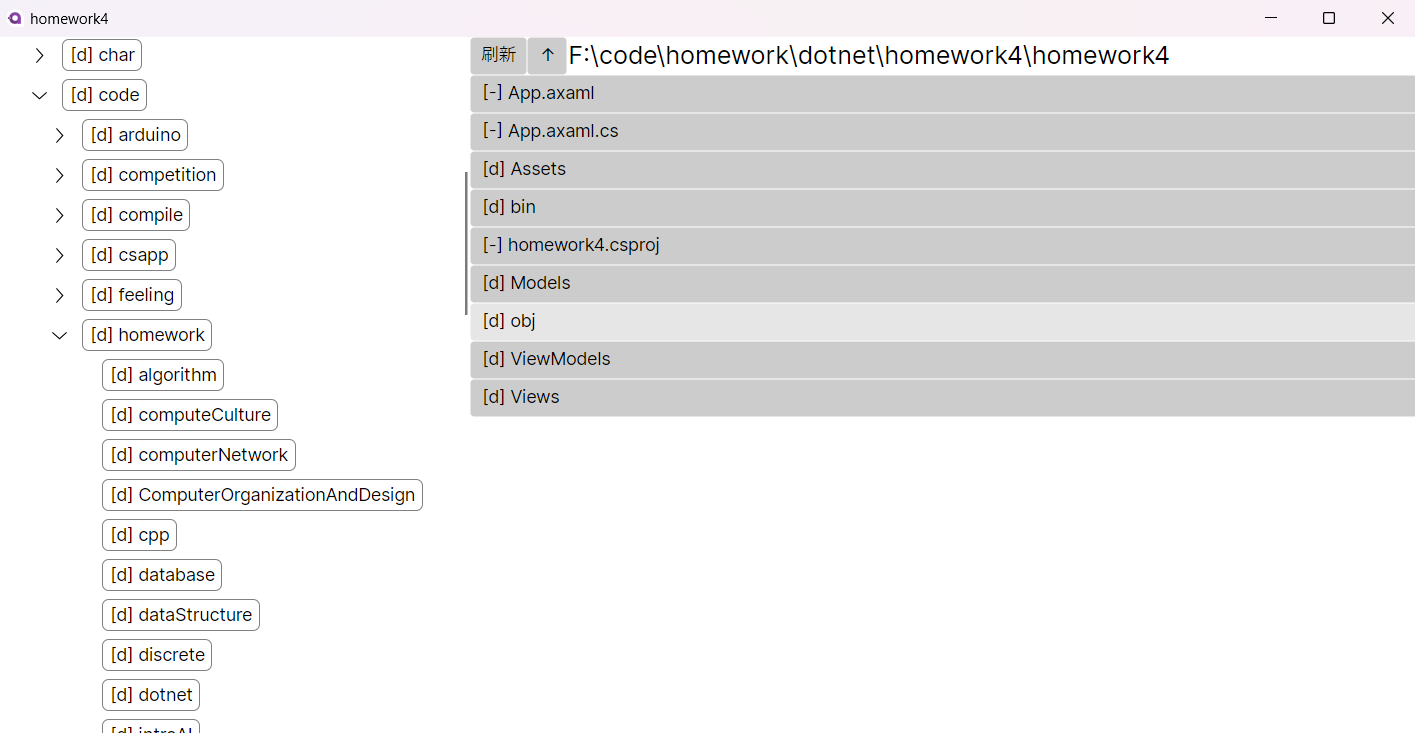 homework4
[d] char
[d] code
[d] arduino
[d] competition
[d] compile
[d] csapp
[d] feeling
[d] homework
[d] algorithm
[d] computeCulture
[d] computerNetwork
[d] ComputerOrganizationAndDesign
[d] cpp
[d] database
[d] dataStructure
[d] discrete
[d] dotnet
[d] introAI
刷新 ↑ F:\code\homework\dotnet\homework4\homework4
[-] App.axaml
[-] App.axaml.cs
[d] Assets
[d] bin
[-] homework4.csproj
[d] Models
[d] obj
[d] ViewModels
[d] Views